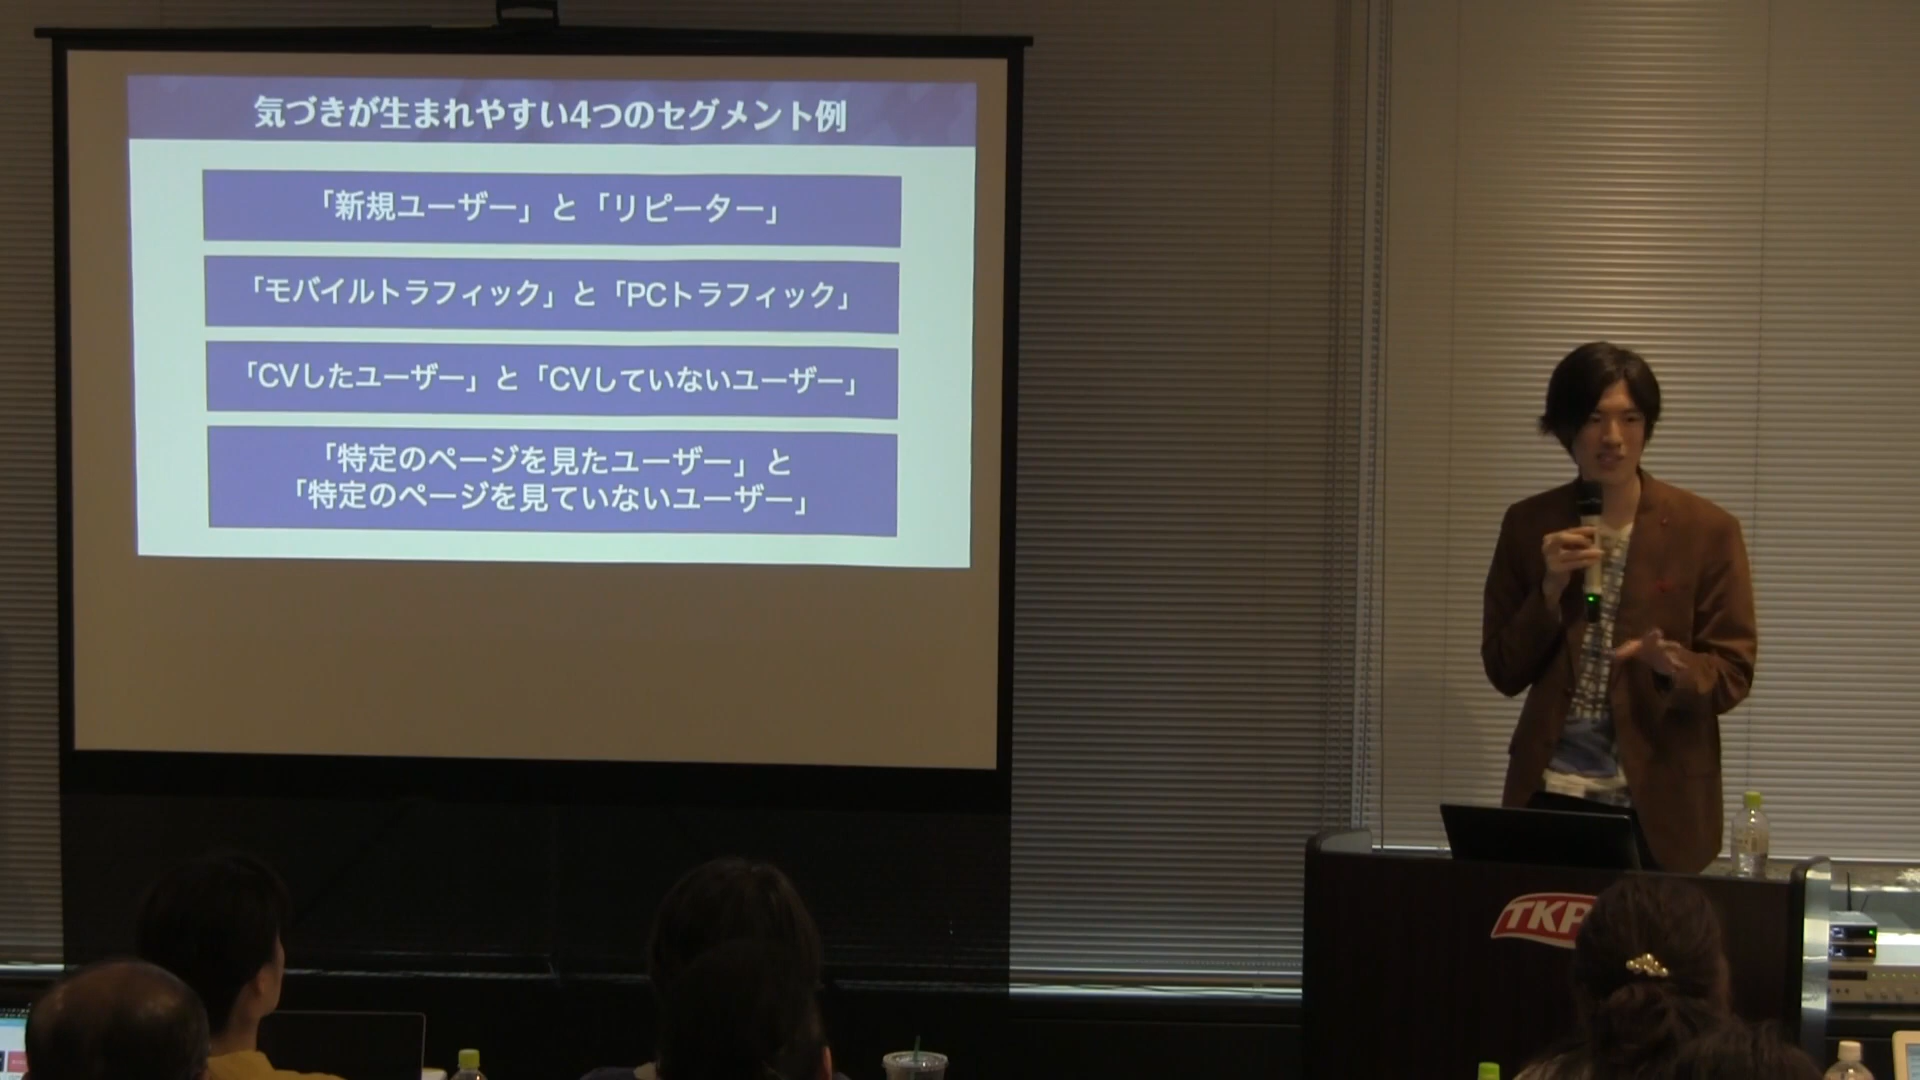 気づきが生まれやすい4つのセグメント例
「新規ユーザー」と「リピーター」
「モバイルトラフィック」と「PCトラフィック」
「CVしたユーザー」と「CVしていないユーザー」
「特定のページを見たユーザー」と
「特定のページを見ていないユーザー」
TKP